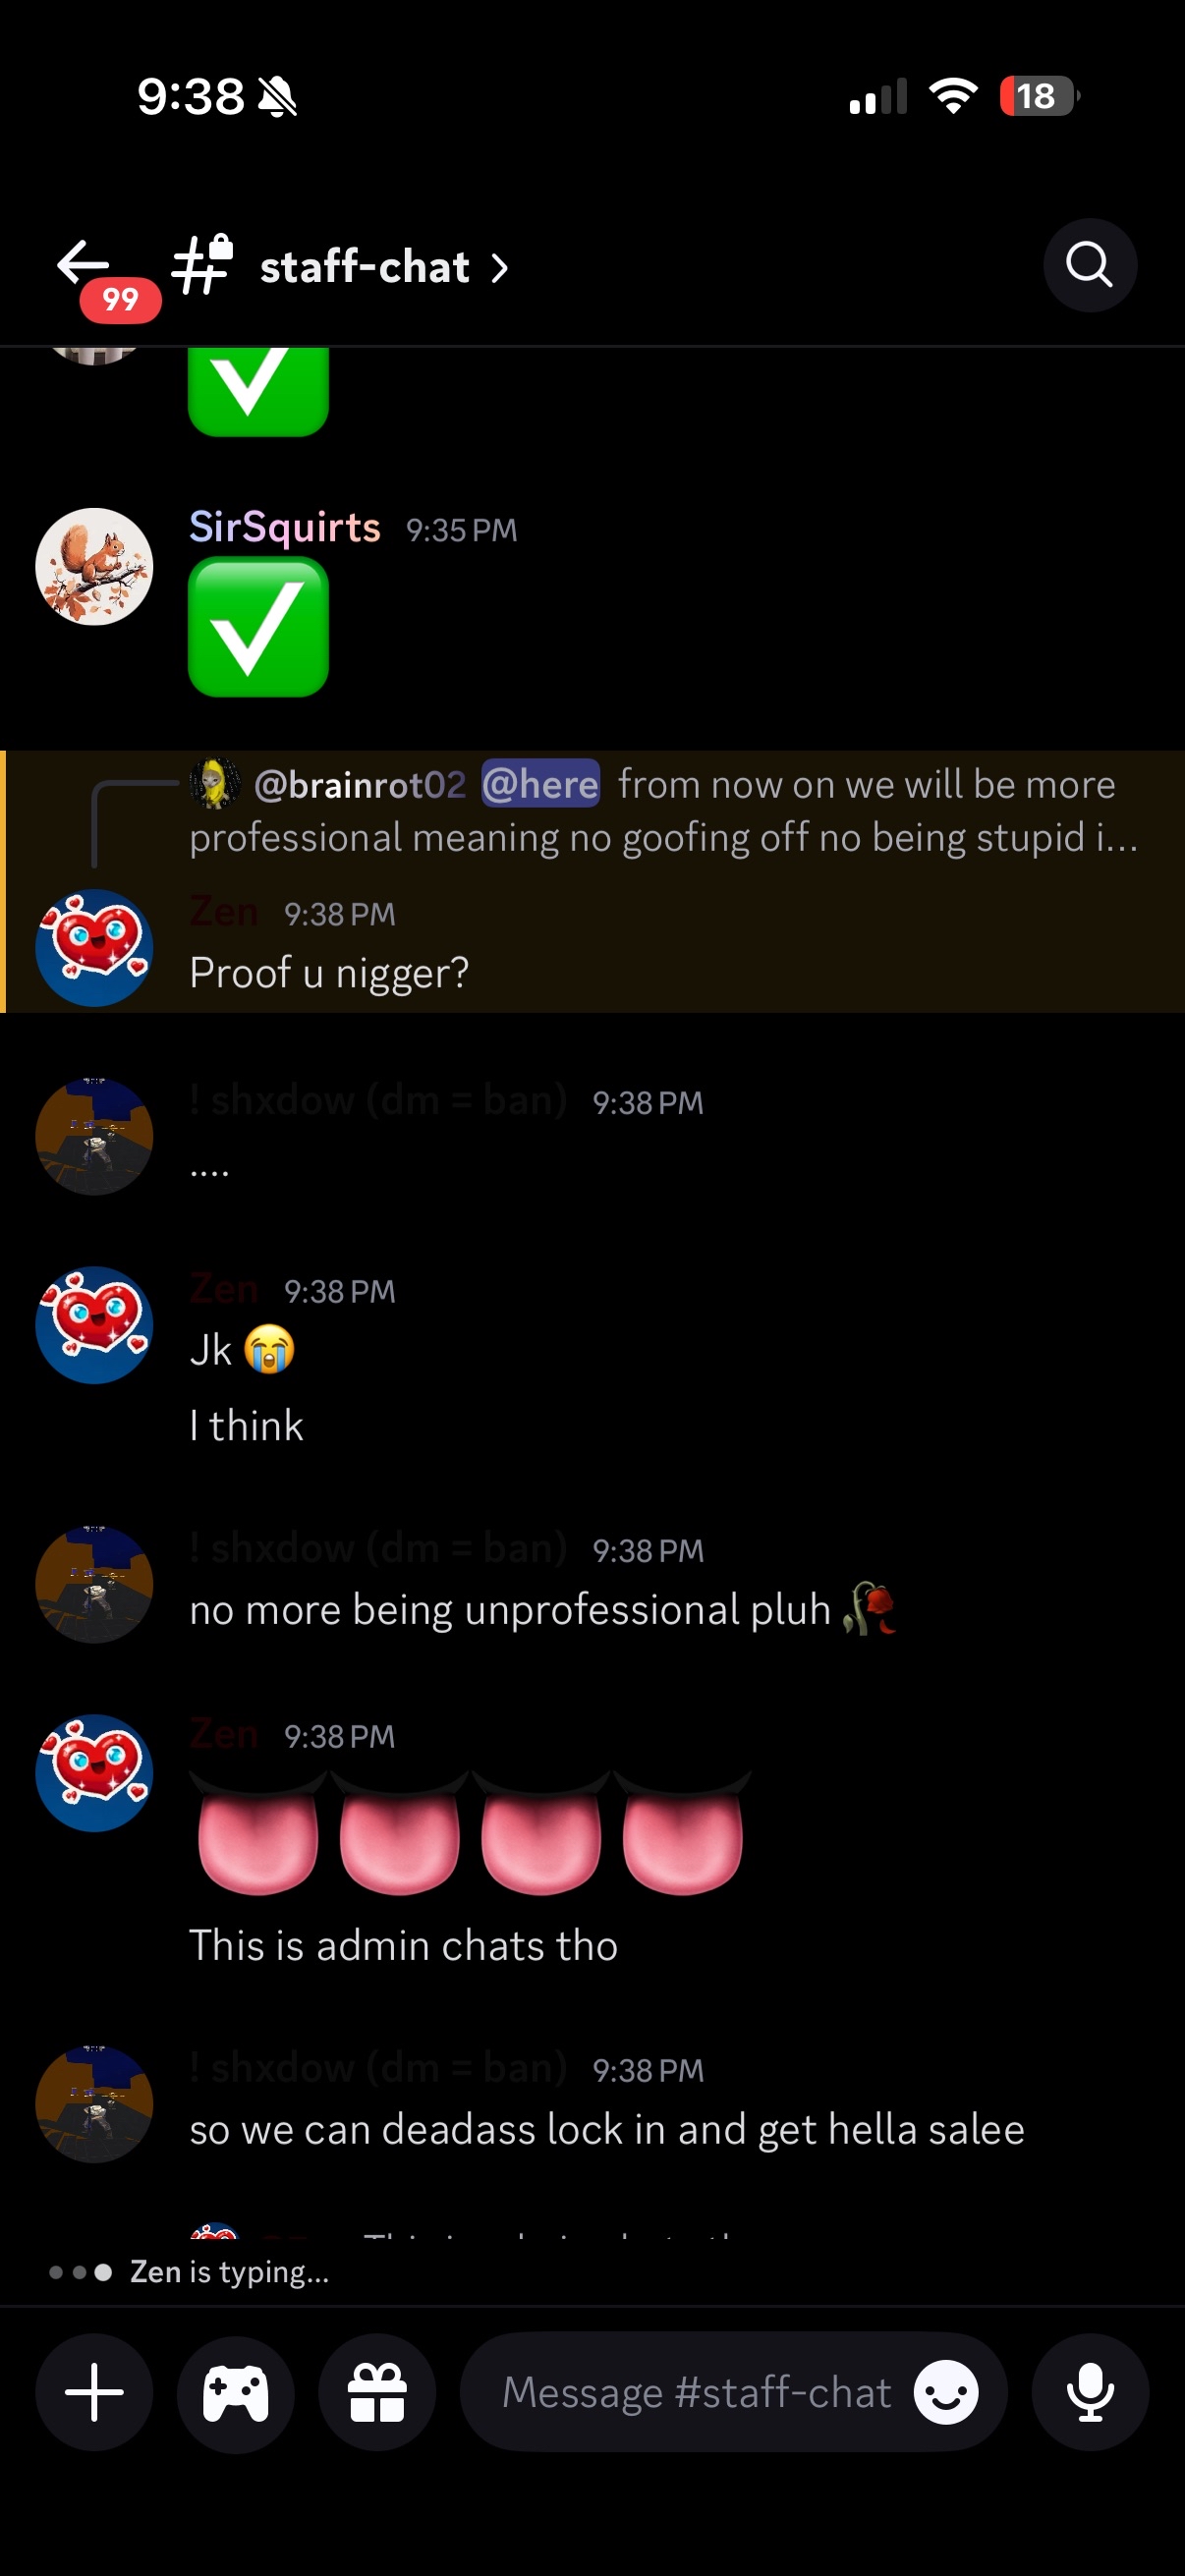 9:38
18
99
staff-chat
SirSquirts 9:35 PM
@brainrot02 @here from now on we will be more
professional meaning no goofing off no being stupid i...
Zen 9:38 PM
Proof u nigger?
! shxdow (dm = ban) 9:38 PM
....
Zen 9:38 PM
Jk 😭
I think
! shxdow (dm = ban) 9:38 PM
no more being unprofessional pluh 🥀
Zen 9:38 PM
This is admin chats tho
! shxdow (dm = ban) 9:38 PM
so we can deadass lock in and get hella salee
Zen is typing...
Message #staff-chat